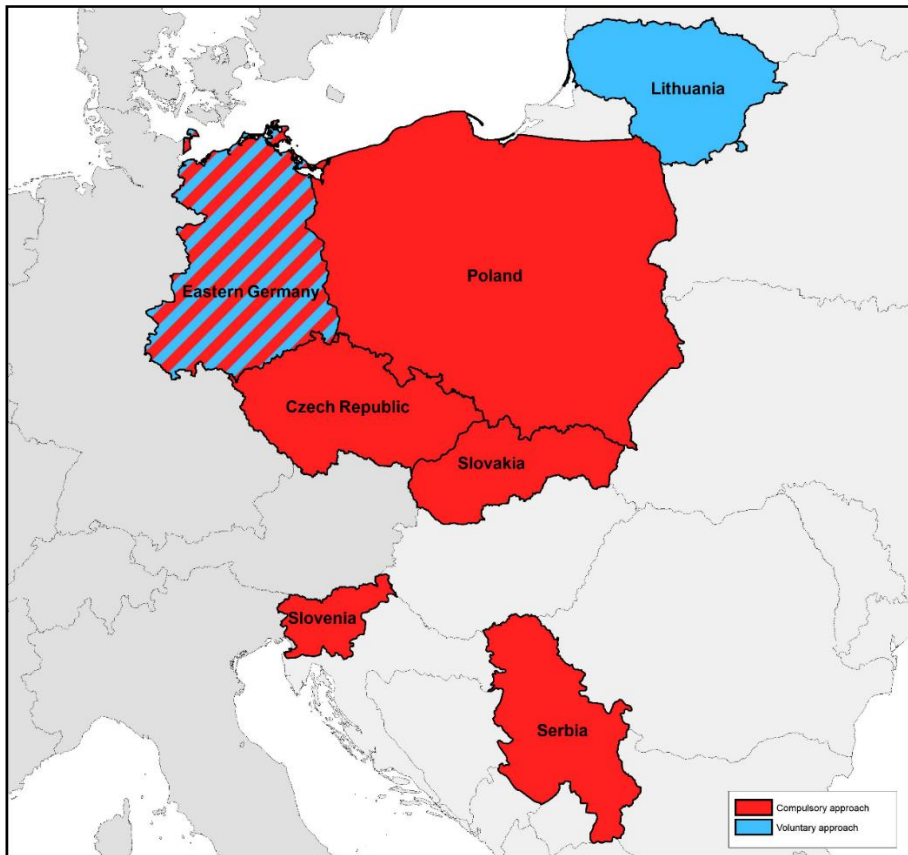 Lithuania
Poland
Eastern Germany
Czech Republic
Slovakia
Slovenia
Serbia
Compulsory approach
Voluntary approach